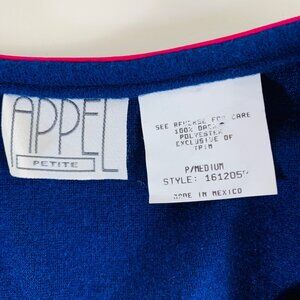 APPEL
PETITE
SEE REVERSE FOR CARE
100%
POLYESTER
EXCLUSIVE OF
TRIM
P/MEDIUM
STYLE: 161205
MADE IN MEXICO